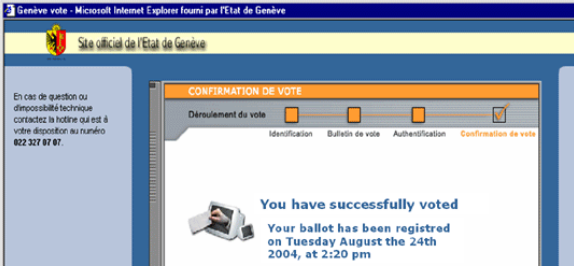 Genève vote - Microsoft Internet Explorer fourni par l'Etat de Genève
Site officiel de l'Etat de Genève
En cas de question ou
d'impossibilité technique
contactez la hotline qui est à
votre disposition au numéro
022 327 07 07.
CONFIRMATION DE VOTE
Déroulement du vote
Identification
Bulletin de vote
Authentification
Confirmation de vote
You have successfully voted
Your ballot has been registred
on Tuesday August the 24th
2004, at 2:20 pm